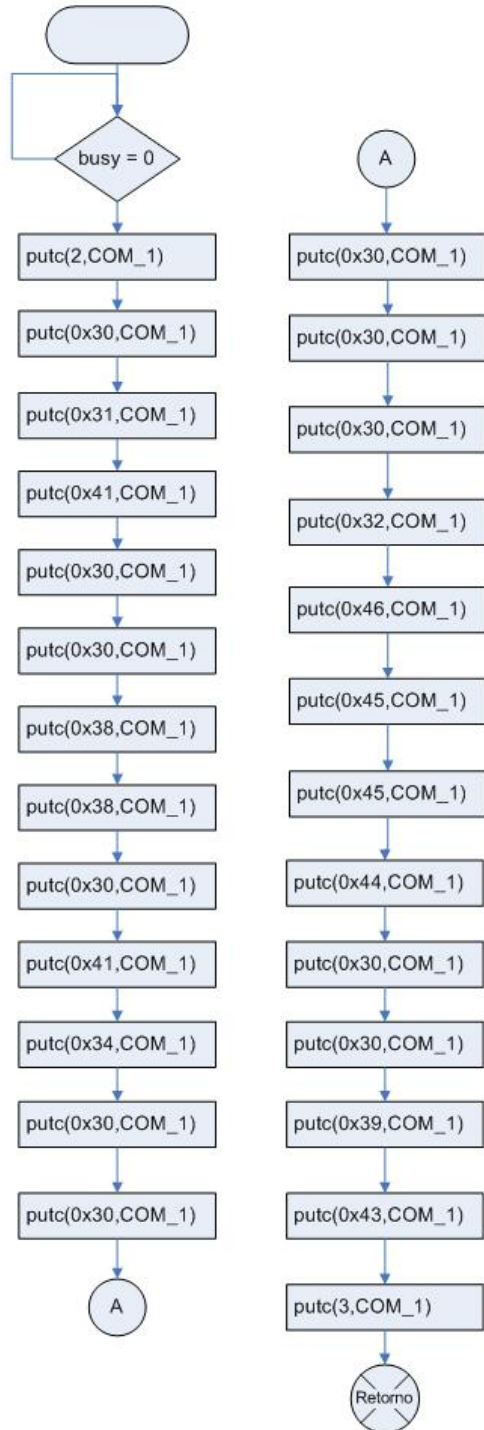 busy = 0
putc(2,COM_1)
putc(0x30,COM_1)
putc(0x31,COM_1)
putc(0x41,COM_1)
putc(0x30,COM_1)
putc(0x30,COM_1)
putc(0x38,COM_1)
putc(0x38,COM_1)
putc(0x30,COM_1)
putc(0x41,COM_1)
putc(0x34,COM_1)
putc(0x30,COM_1)
putc(0x30,COM_1)
A
A
putc(0x30,COM_1)
putc(0x30,COM_1)
putc(0x30,COM_1)
putc(0x32,COM_1)
putc(0x46,COM_1)
putc(0x45,COM_1)
putc(0x45,COM_1)
putc(0x44,COM_1)
putc(0x30,COM_1)
putc(0x30,COM_1)
putc(0x39,COM_1)
putc(0x43,COM_1)
putc(3,COM_1)
Retorno